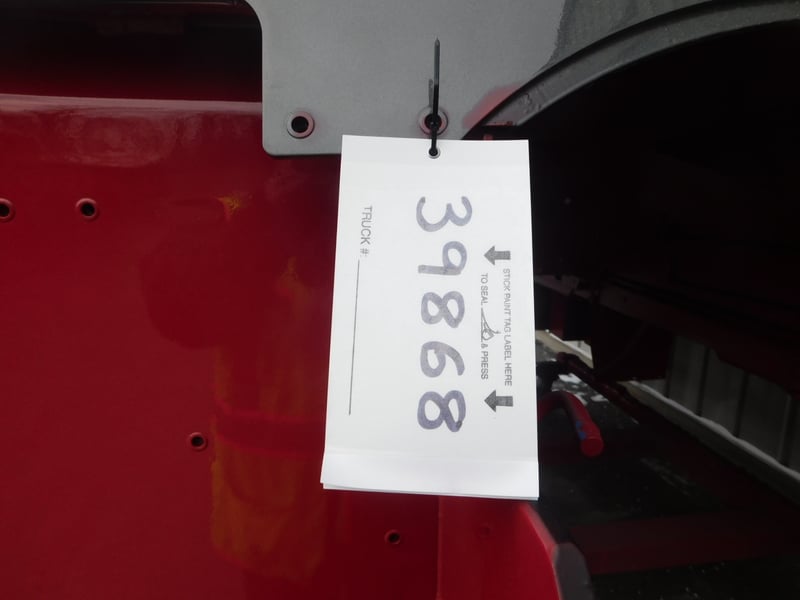 STICK PAINT TAG LABEL HERE
TO SEAL & PRESS
39868
TRUCK #: